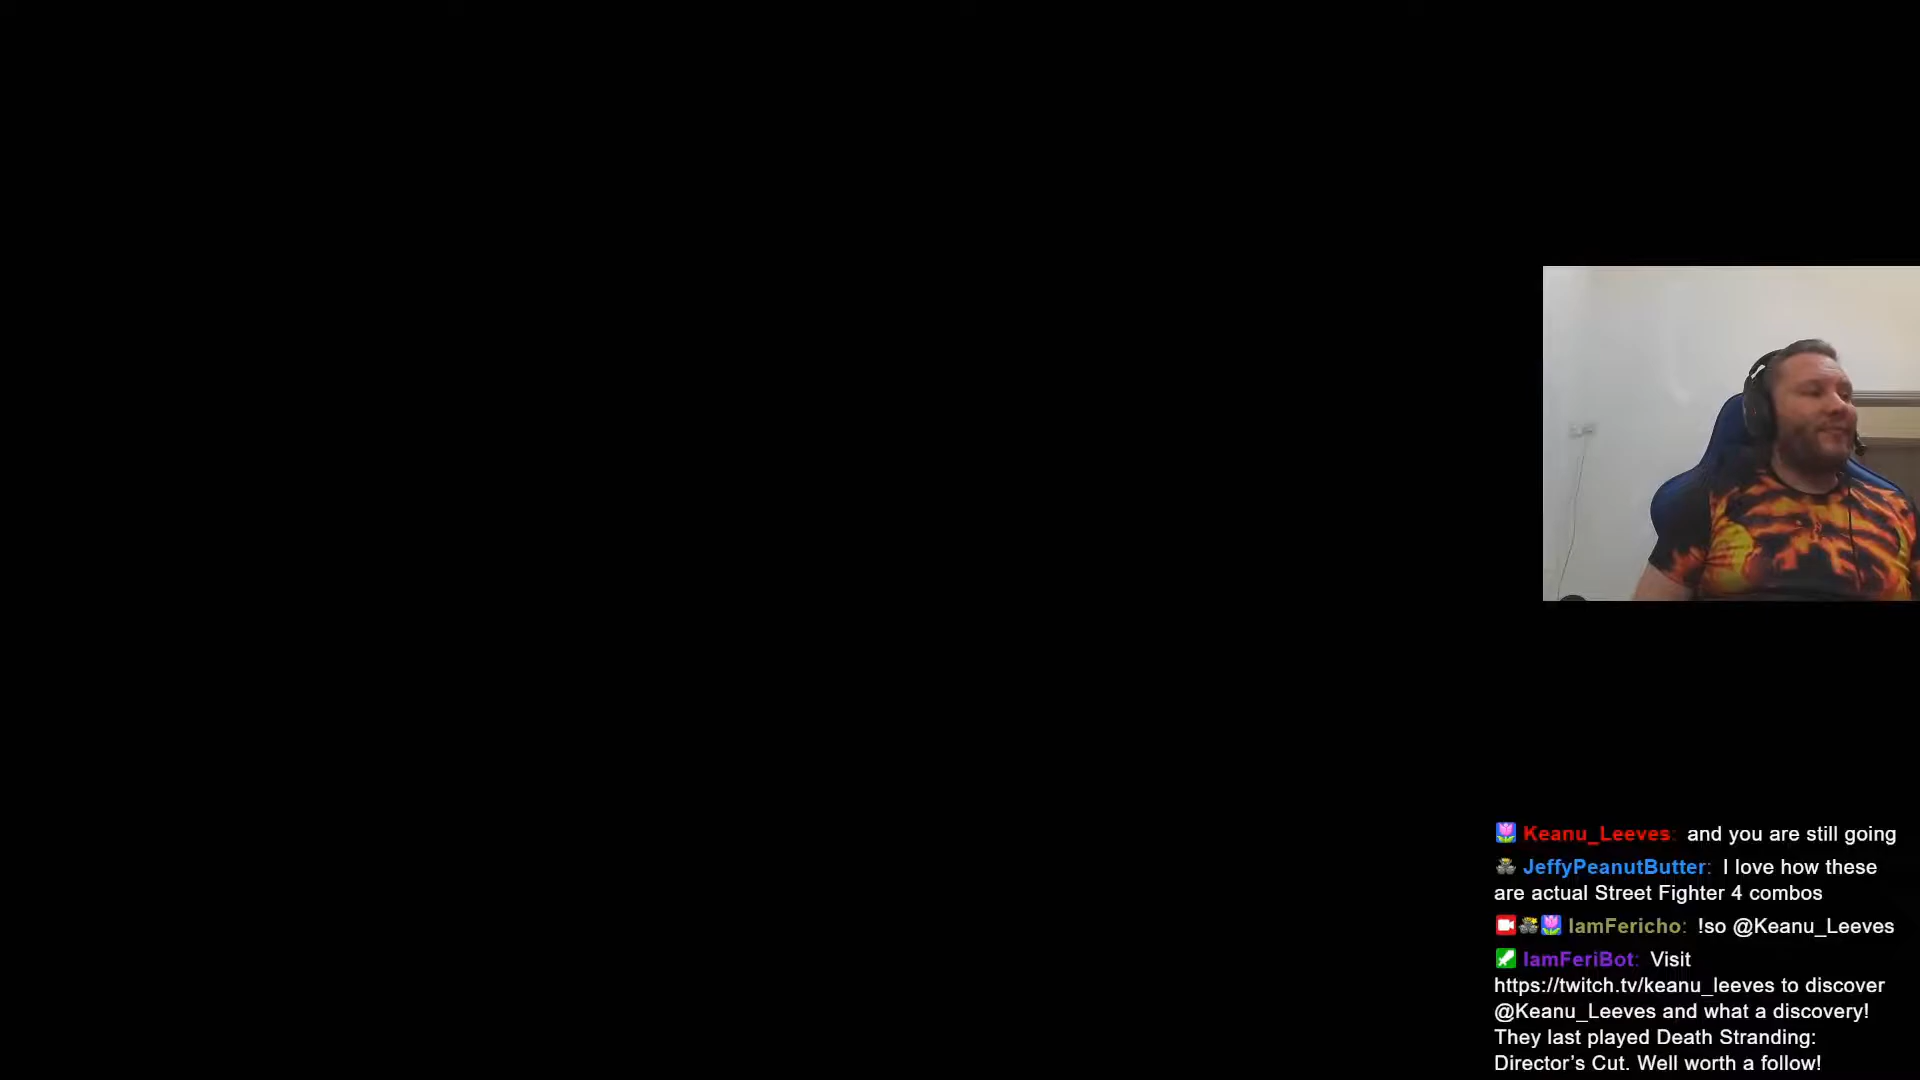 Keanu_Leeves: and you are still going
JeffyPeanutButter: I love how these
are actual Street Fighter 4 combos
IamFericho: !so @Keanu_Leeves
IamFeriBot: Visit
https://twitch.tv/keanu_leeves to discover
@Keanu_Leeves and what a discovery!
They last played Death Stranding:
Director’s Cut. Well worth a follow!